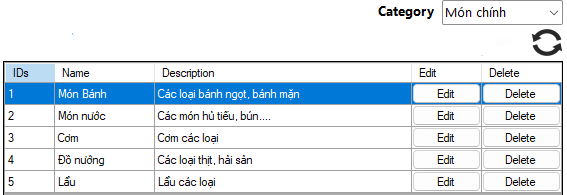 Category Món chính
IDs Name Description Edit Delete
1 Món Bánh Các loại bánh ngọt, bánh mặn Edit Delete
2 Món nước Các món hủ tiếu, bún.... Edit Delete
3 Cơm Cơm các loại Edit Delete
4 Đồ nướng Các loại thịt, hải sản Edit Delete
5 Lẩu Lẩu các loại Edit Delete